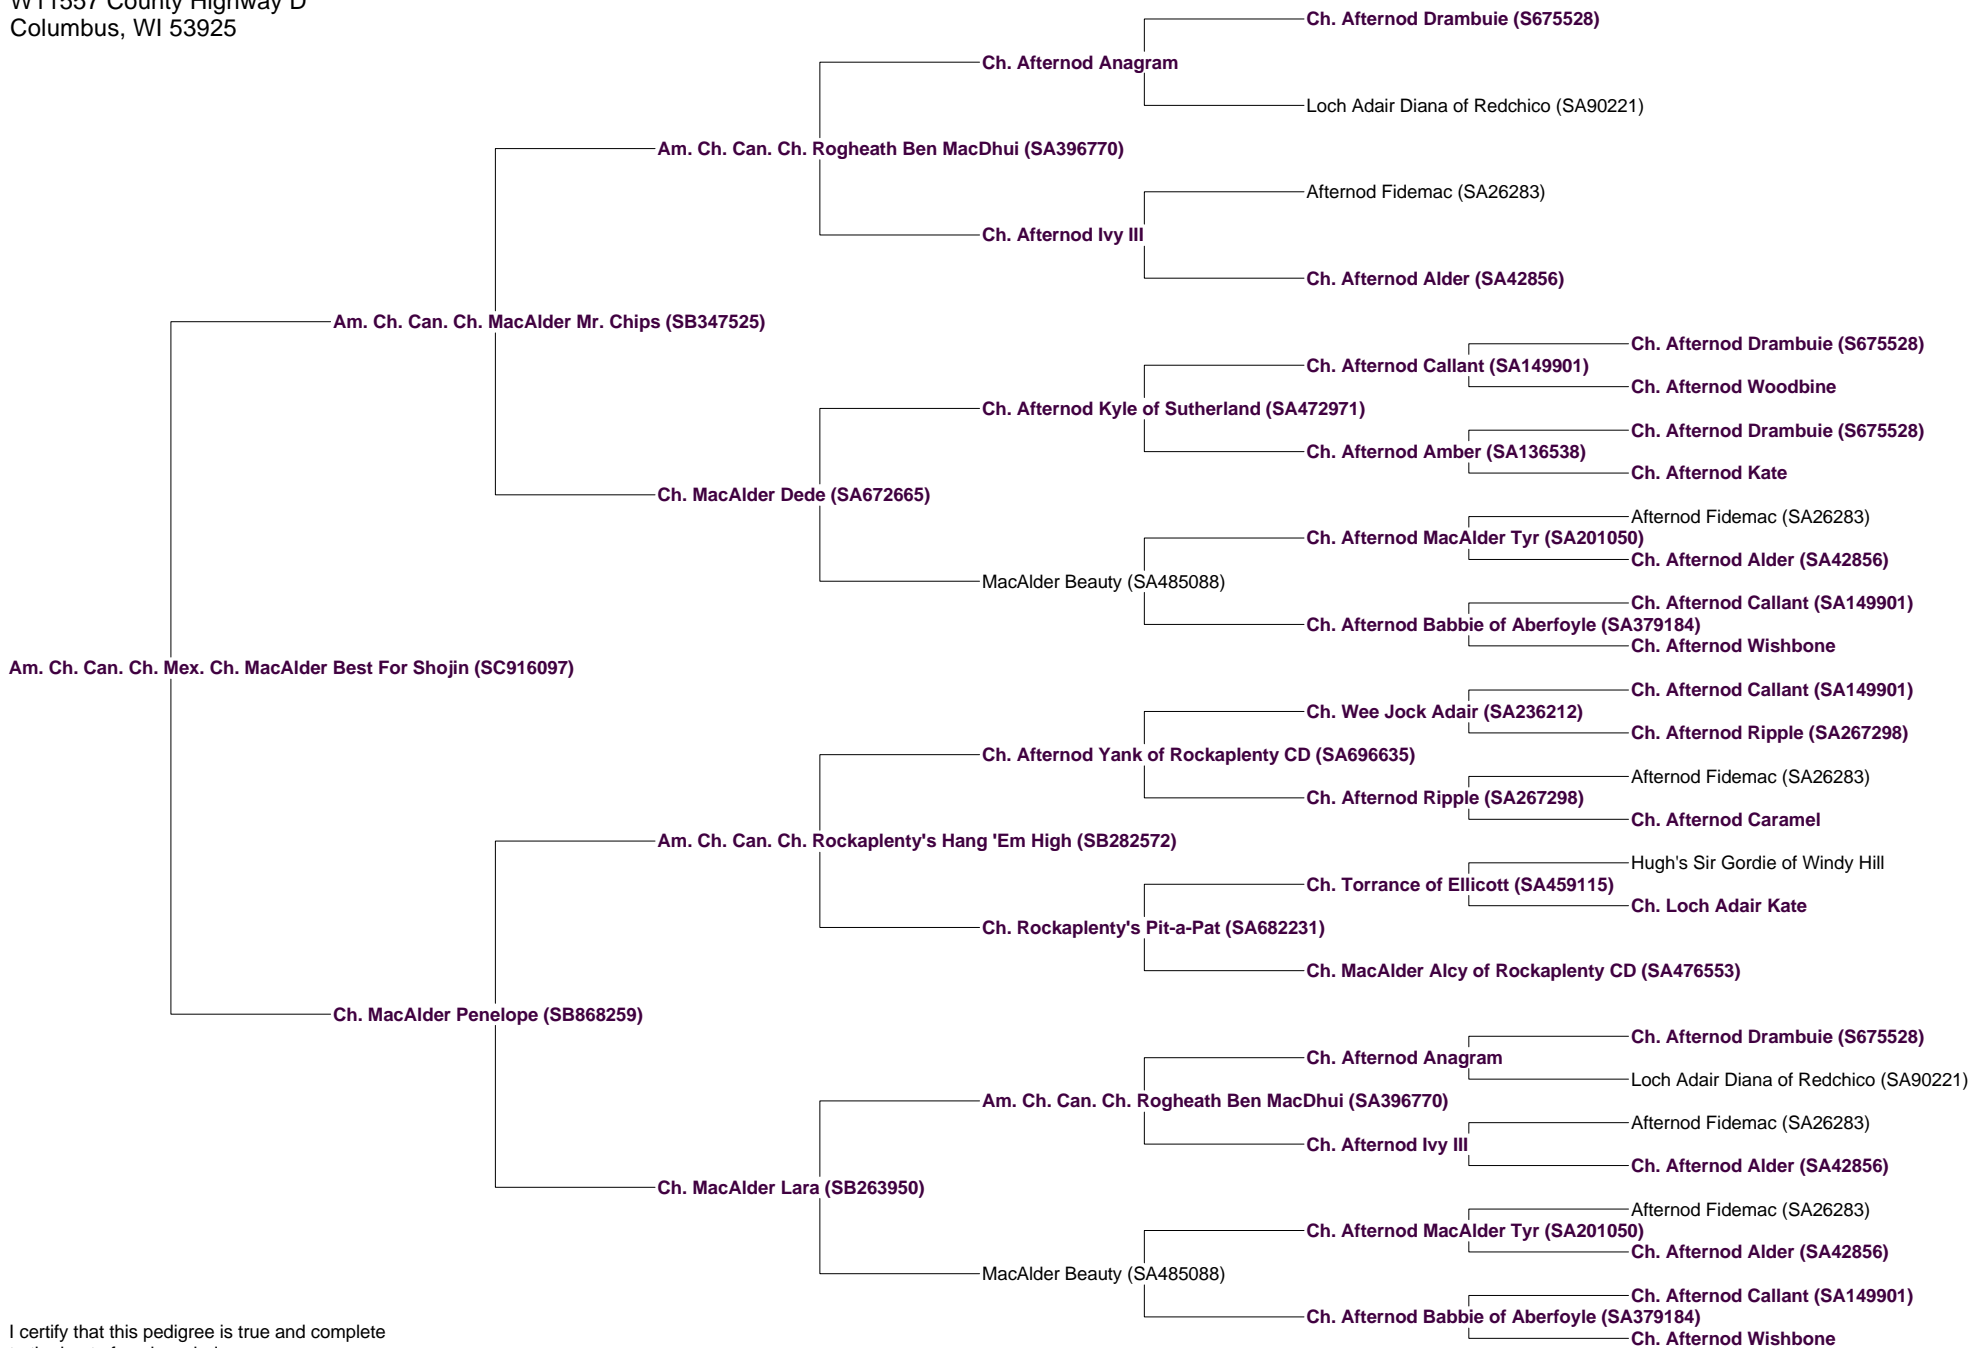 W11557 County Highway D
Columbus, WI 53925
Ch. Afternod Drambuie (S675528)
Ch. Afternod Anagram
Loch Adair Diana of Redchico (SA90221)
Am. Ch. Can. Ch. Rogheath Ben MacDhui (SA396770)
Afternod Fidemac (SA26283)
Ch. Afternod Ivy III
Ch. Afternod Alder (SA42856)
Am. Ch. Can. Ch. MacAlder Mr. Chips (SB347525)
Ch. Afternod Drambuie (S675528)
Ch. Afternod Callant (SA149901)
Ch. Afternod Woodbine
Ch. Afternod Kyle of Sutherland (SA472971)
Ch. Afternod Drambuie (S675528)
Ch. Afternod Amber (SA136538)
Ch. Afternod Kate
Ch. MacAlder Dede (SA672665)
Afternod Fidemac (SA26283)
Ch. Afternod MacAlder Tyr (SA201050)
Ch. Afternod Alder (SA42856)
MacAlder Beauty (SA485088)
Ch. Afternod Callant (SA149901)
Ch. Afternod Babbie of Aberfoyle (SA379184)
Ch. Afternod Wishbone
Am. Ch. Can. Ch. Mex. Ch. MacAlder Best For Shojin (SC916097)
Ch. Afternod Callant (SA149901)
Ch. Wee Jock Adair (SA236212)
Ch. Afternod Ripple (SA267298)
Ch. Afternod Yank of Rockaplenty CD (SA696635)
Afternod Fidemac (SA26283)
Ch. Afternod Ripple (SA267298)
Ch. Afternod Caramel
Am. Ch. Can. Ch. Rockaplenty's Hang 'Em High (SB282572)
Hugh's Sir Gordie of Windy Hill
Ch. Torrance of Ellicott (SA459115)
Ch. Loch Adair Kate
Ch. Rockaplenty's Pit-a-Pat (SA682231)
Ch. MacAlder Alcy of Rockaplenty CD (SA476553)
Ch. MacAlder Penelope (SB868259)
Ch. Afternod Drambuie (S675528)
Ch. Afternod Anagram
Loch Adair Diana of Redchico (SA90221)
Am. Ch. Can. Ch. Rogheath Ben MacDhui (SA396770)
Afternod Fidemac (SA26283)
Ch. Afternod Ivy III
Ch. Afternod Alder (SA42856)
Ch. MacAlder Lara (SB263950)
Afternod Fidemac (SA26283)
Ch. Afternod MacAlder Tyr (SA201050)
Ch. Afternod Alder (SA42856)
MacAlder Beauty (SA485088)
Ch. Afternod Callant (SA149901)
Ch. Afternod Babbie of Aberfoyle (SA379184)
Ch. Afternod Wishbone
I certify that this pedigree is true and complete